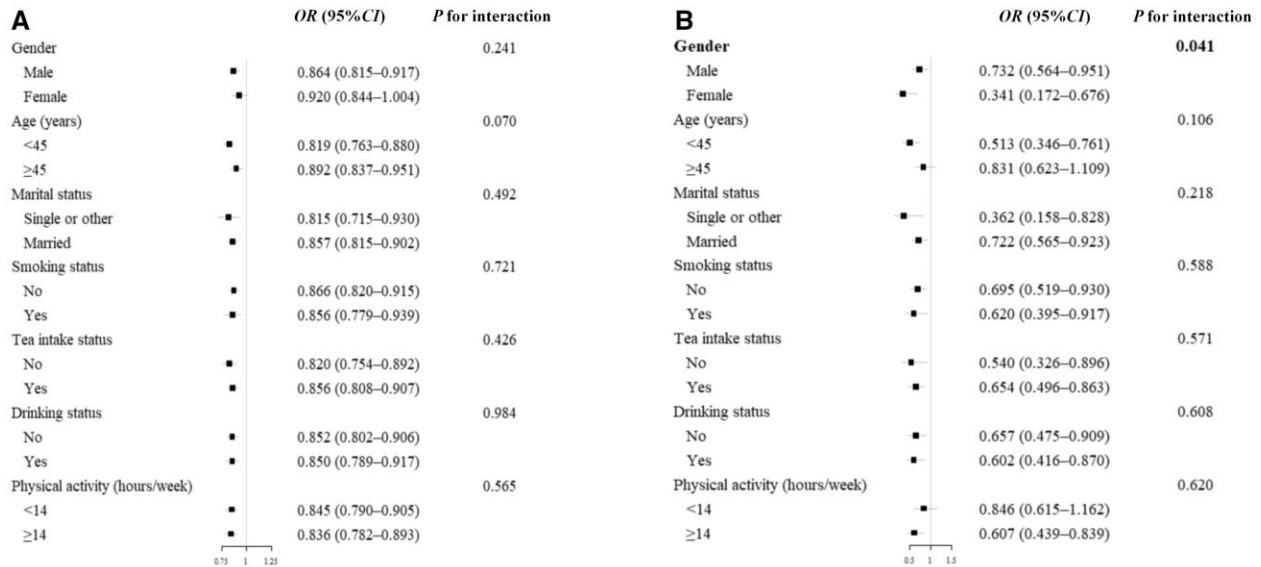 A OR (95%CI) P for interaction
Gender 0.241
Male 0.864 (0.815–0.917)
Female 0.920 (0.844–1.004)
Age (years) 0.070
<45 0.819 (0.763–0.880)
≥45 0.892 (0.837–0.951)
Marital status 0.492
Single or other 0.815 (0.715–0.930)
Married 0.857 (0.815–0.902)
Smoking status 0.721
No 0.866 (0.820–0.915)
Yes 0.856 (0.779–0.939)
Tea intake status 0.426
No 0.820 (0.754–0.892)
Yes 0.856 (0.808–0.907)
Drinking status 0.984
No 0.852 (0.802–0.906)
Yes 0.850 (0.789–0.917)
Physical activity (hours/week) 0.565
<14 0.845 (0.790–0.905)
≥14 0.836 (0.782–0.893)
0.75 1 1.25
B OR (95%CI) P for interaction
Gender 0.041
Male 0.732 (0.564–0.951)
Female 0.341 (0.172–0.676)
Age (years) 0.106
<45 0.513 (0.346–0.761)
≥45 0.831 (0.623–1.109)
Marital status 0.218
Single or other 0.362 (0.158–0.828)
Married 0.722 (0.565–0.923)
Smoking status 0.588
No 0.695 (0.519–0.930)
Yes 0.620 (0.395–0.917)
Tea intake status 0.571
No 0.540 (0.326–0.896)
Yes 0.654 (0.496–0.863)
Drinking status 0.608
No 0.657 (0.475–0.909)
Yes 0.602 (0.416–0.870)
Physical activity (hours/week) 0.620
<14 0.846 (0.615–1.162)
≥14 0.607 (0.439–0.839)
0.5 1 1.5